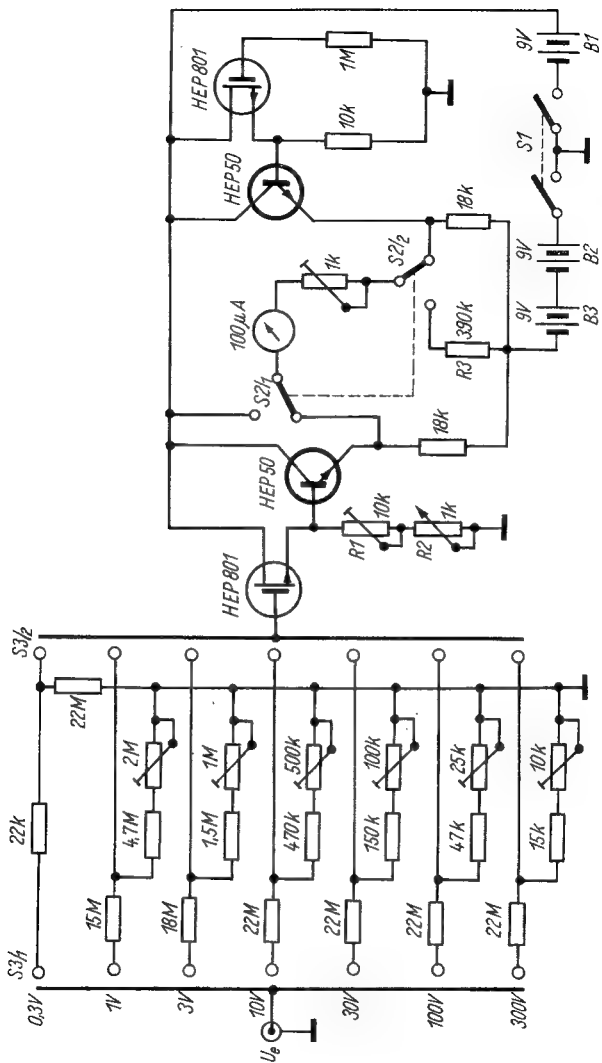 S3/1
22k
S3/2
0,3V
22M
1V
15M
4,7M
2M
3V
18M
1,5M
1M
10V
22M
470k
500k
30V
22M
150k
100k
100V
22M
47k
25k
300V
22M
15k
10k
Ue
HEP801
HEP50
R1
10k
R2
1k
18k
S2/1
100µA
1k
S2/2
R3
390k
18k
HEP50
HEP801
10k
1M
9V
B3
9V
B2
S1
9V
B1